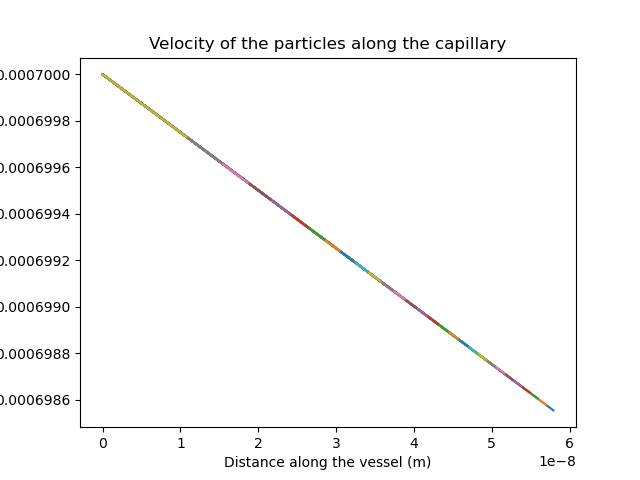 Velocity of the particles along the capillary
0.0007000
0.0006998
0.0006996
0.0006994
0.0006992
0.0006990
0.0006988
0.0006986
0 1 2 3 4 5 6
1e−8
Distance along the vessel (m)